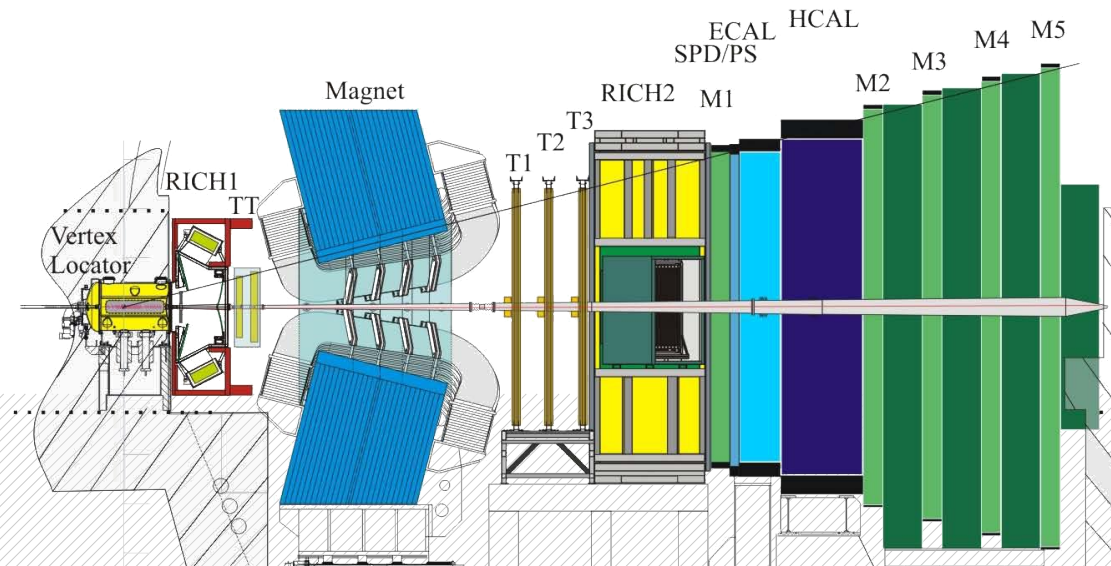 Vertex
Locator
RICH1
TT
Magnet
T1
T2
T3
RICH2
M1
SPD/PS
ECAL
HCAL
M2
M3
M4
M5